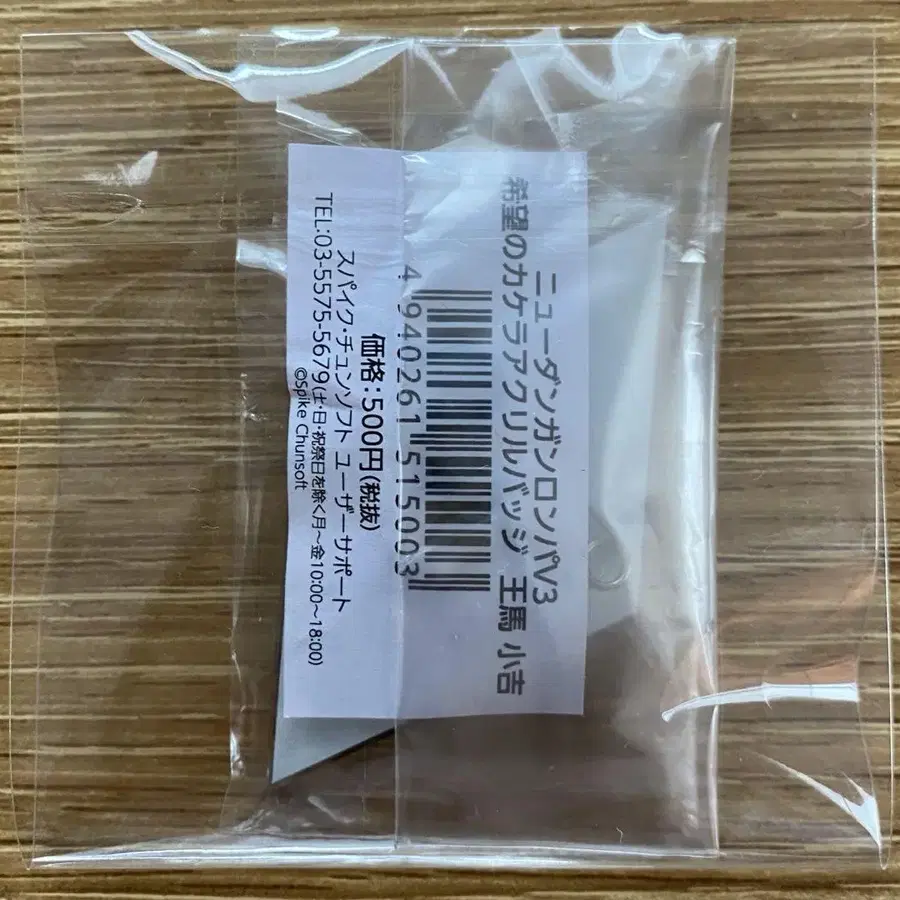 ニューダンガンロンパV3
希望のカケラアクリルバッジ 王馬 小吉
4 940261 515003
価格:500円(税抜)
スパイク・チュンソフト ユーザーサポート
TEL:03-5575-5679(土・日・祝祭日を除く月~金10:00~18:00)
©Spike Chunsoft